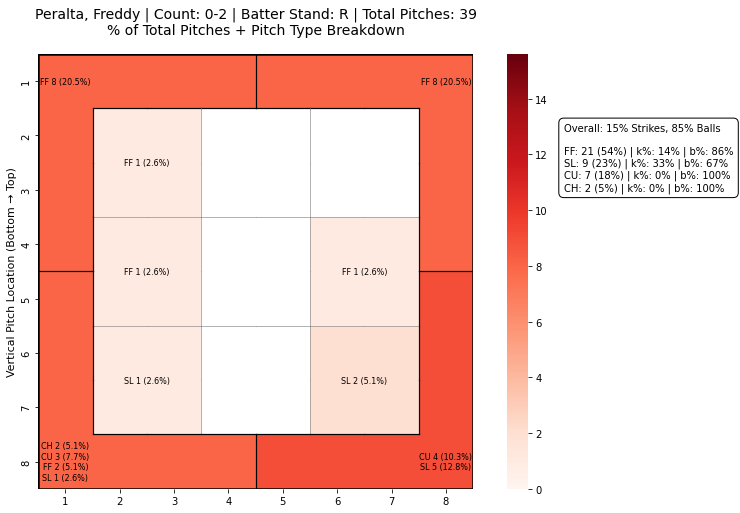 Peralta, Freddy | Count: 0-2 | Batter Stand: R | Total Pitches: 39
% of Total Pitches + Pitch Type Breakdown
Vertical Pitch Location (Bottom → Top)
1
2
3
4
5
6
7
8
FF 8 (20.5%)
FF 8 (20.5%)
FF 1 (2.6%)
FF 1 (2.6%)
FF 1 (2.6%)
SL 1 (2.6%)
SL 2 (5.1%)
CH 2 (5.1%)
CU 3 (7.7%)
FF 2 (5.1%)
SL 1 (2.6%)
CU 4 (10.3%)
SL 5 (12.8%)
1
2
3
4
5
6
7
8
14
12
10
8
6
4
2
0
Overall: 15% Strikes, 85% Balls
FF: 21 (54%) | k%: 14% | b%: 86%
SL: 9 (23%) | k%: 33% | b%: 67%
CU: 7 (18%) | k%: 0% | b%: 100%
CH: 2 (5%) | k%: 0% | b%: 100%